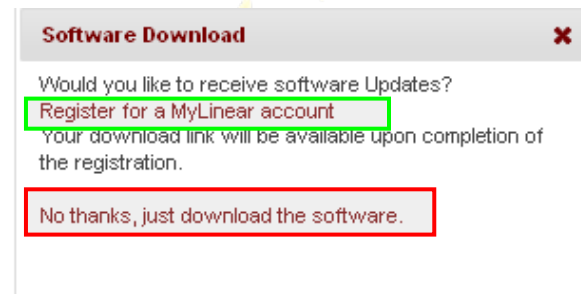 Software Download
Would you like to receive software Updates?
Register for a MyLinear account
Your download link will be available upon completion of
the registration.
No thanks, just download the software.